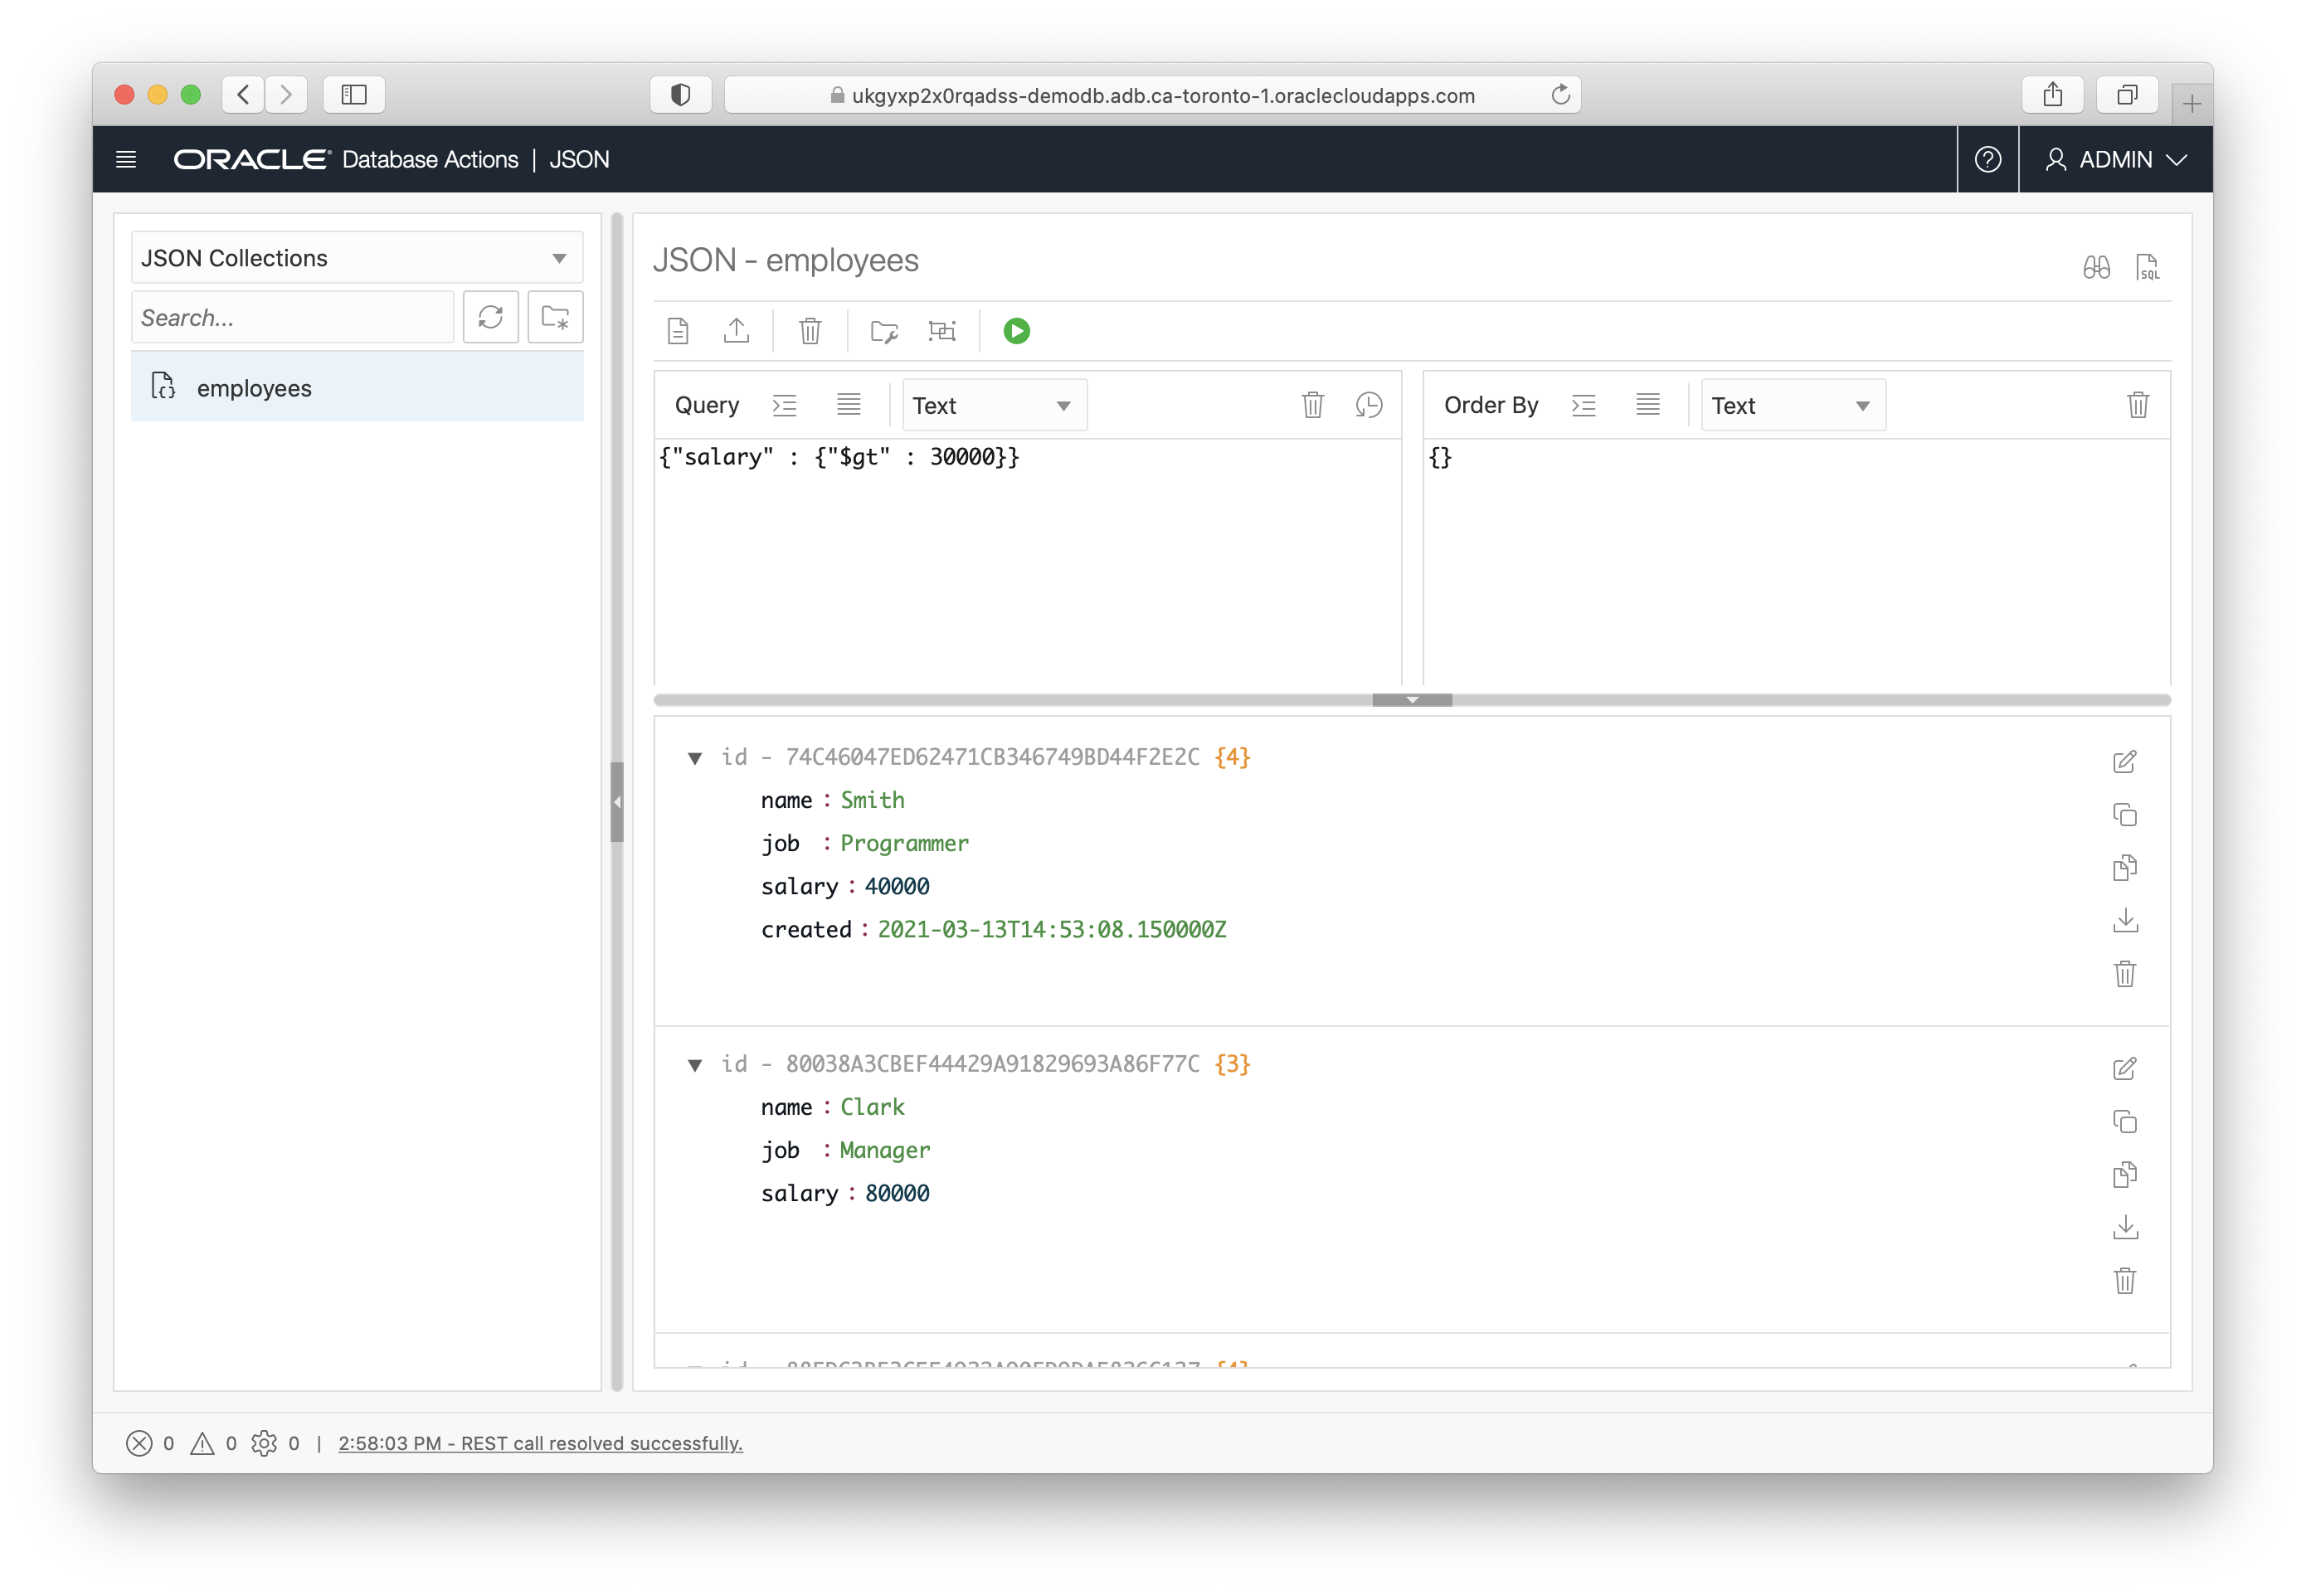 ukgyxp2x0rqadss-demodb.adb.ca-toronto-1.oraclecloudapps.com
ORACLE® Database Actions | JSON
ADMIN
JSON Collections
Search...
employees
JSON - employees
SQL
Query
Text
Order By
Text
{"salary" : {"$gt" : 30000}}
{}
id - 74C46047ED62471CB346749BD44F2E2C {4}
name : Smith
job : Programmer
salary : 40000
created : 2021-03-13T14:53:08.150000Z
id - 80038A3CBEF44429A91829693A86F77C {3}
name : Clark
job : Manager
salary : 80000
0 0 0 | 2:58:03 PM - REST call resolved successfully.